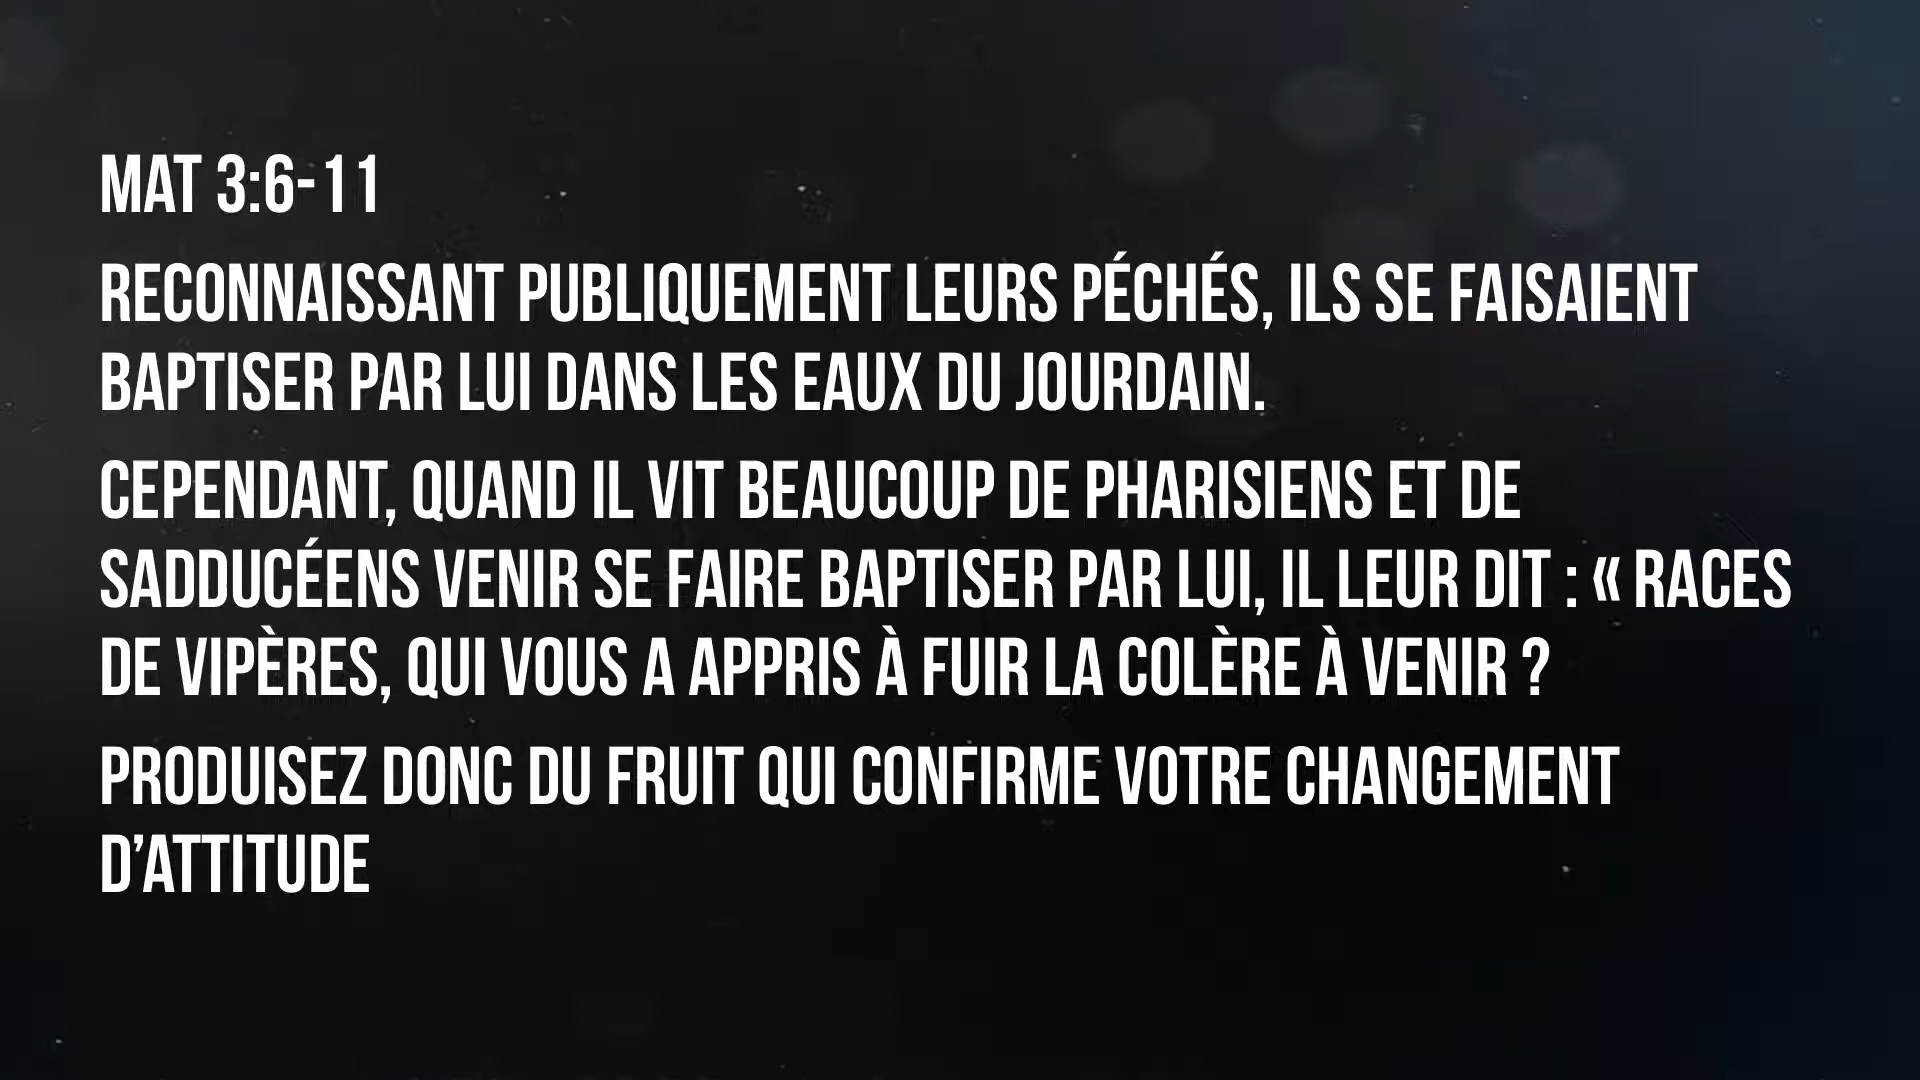 MAT 3:6-11
RECONNAISSANT PUBLIQUEMENT LEURS PÉCHÉS, ILS SE FAISAIENT
BAPTISER PAR LUI DANS LES EAUX DU JOURDAIN.
CEPENDANT, QUAND IL VIT BEAUCOUP DE PHARISIENS ET DE
SADDUCÉENS VENIR SE FAIRE BAPTISER PAR LUI, IL LEUR DIT : « RACES
DE VIPÈRES, QUI VOUS A APPRIS À FUIR LA COLÈRE À VENIR ?
PRODUISEZ DONC DU FRUIT QUI CONFIRME VOTRE CHANGEMENT
D’ATTITUDE